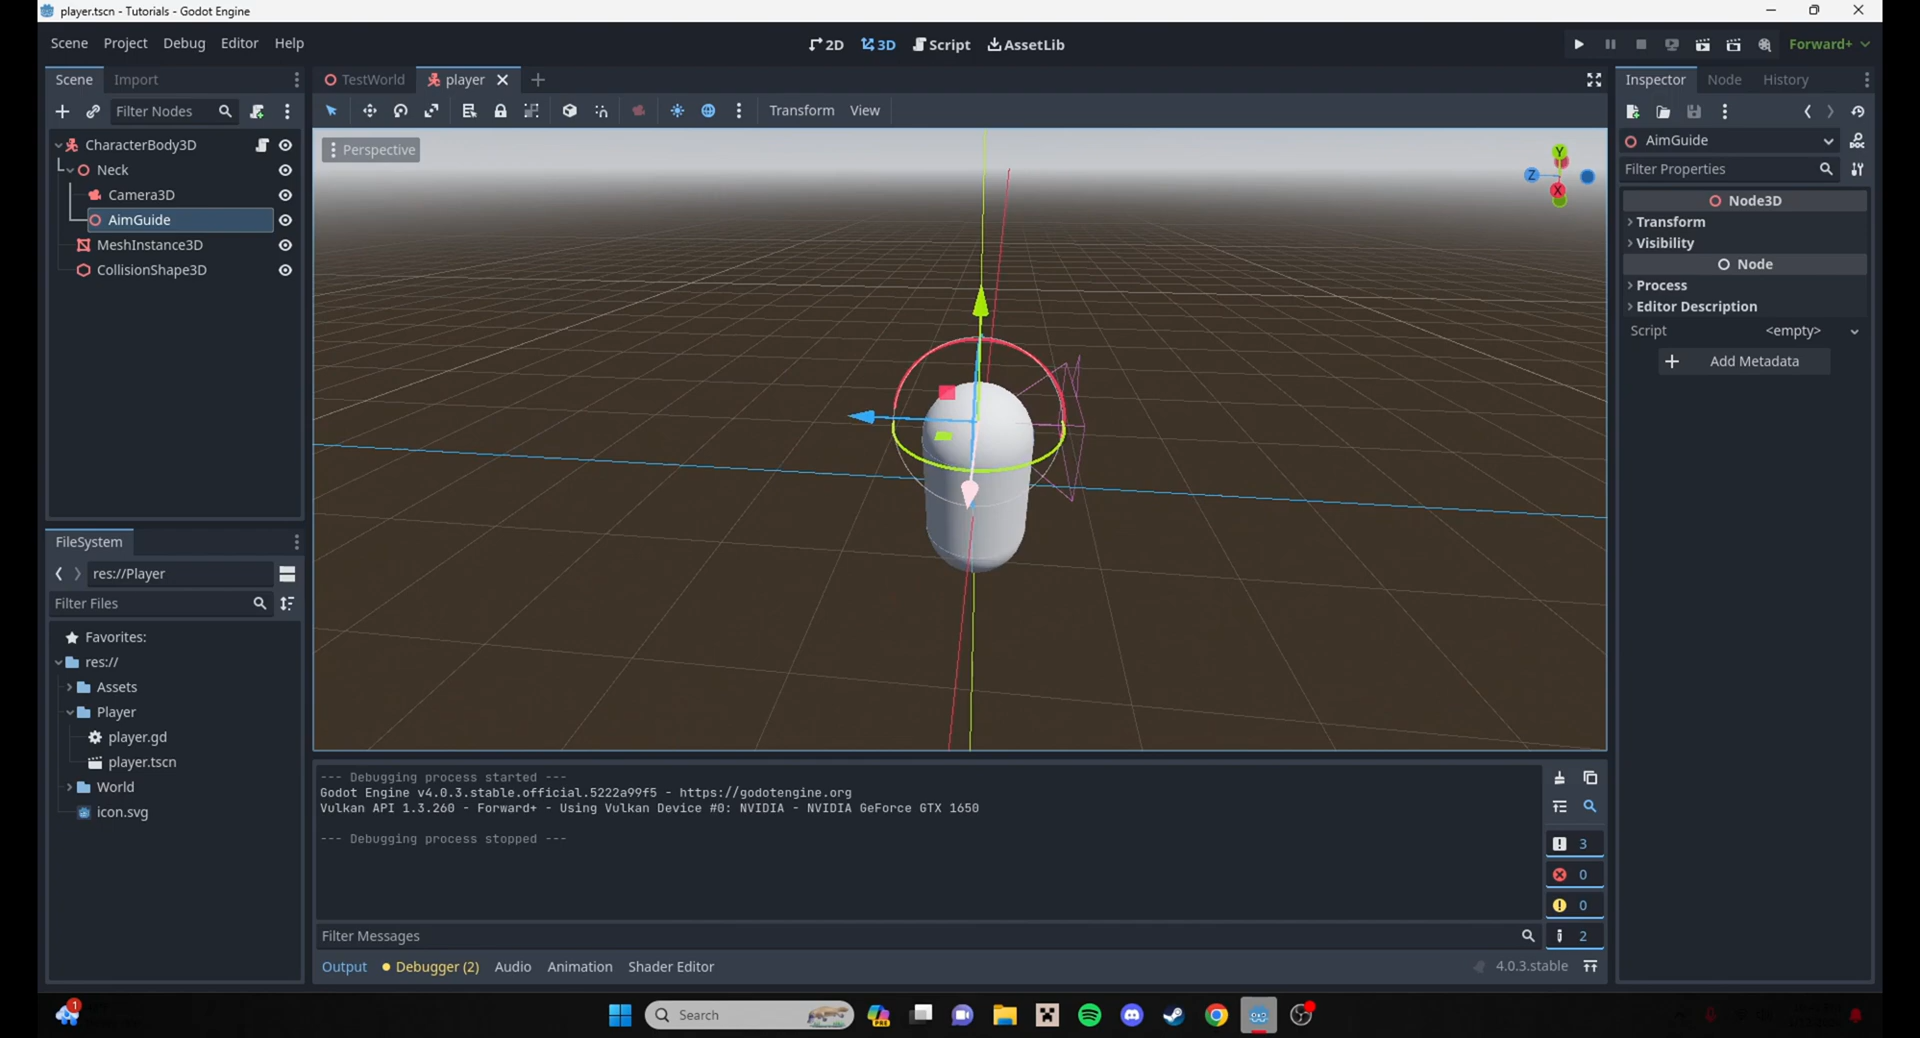 player.tscn - Tutorials - Godot Engine
Scene Project Debug Editor Help
2D 3D Script AssetLib
Forward+
Scene Import
Filter Nodes
CharacterBody3D
Neck
Camera3D
AimGuide
MeshInstance3D
CollisionShape3D
FileSystem
res://Player
Filter Files
Favorites:
res://
Assets
Player
player.gd
player.tscn
World
icon.svg
TestWorld player
Transform View
Perspective
Y
Z
X
--- Debugging process started ---
Godot Engine v4.0.3.stable.official.5222a99f5 - https://godotengine.org
Vulkan API 1.3.260 - Forward+ - Using Vulkan Device #0: NVIDIA - NVIDIA GeForce GTX 1650
--- Debugging process stopped ---
3
0
0
2
Filter Messages
Output Debugger (2) Audio Animation Shader Editor
4.0.3.stable
Inspector Node History
AimGuide
DOC
Filter Properties
Node3D
Transform
Visibility
Node
Process
Editor Description
Script <empty>
Add Metadata
1
Search
PRE